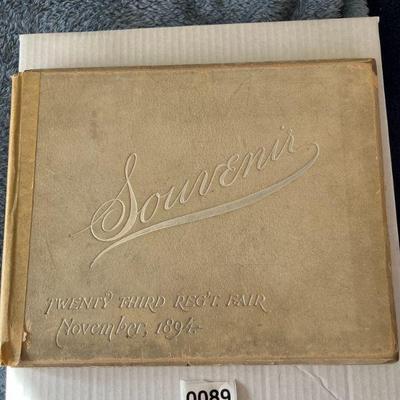 Souvenir
TWENTY THIRD REG'T. FAIR
November, 1894.
0089